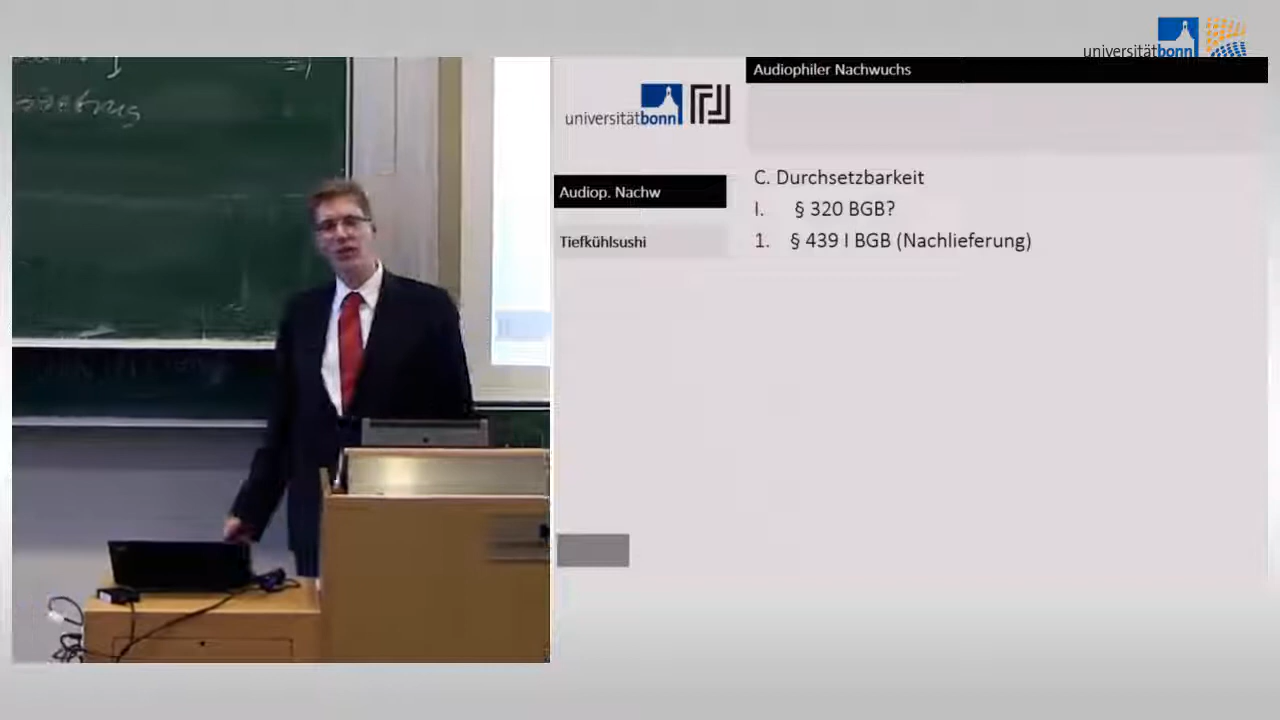 universitätbonn
Audiophiler Nachwuchs
universitätbonn
C. Durchsetzbarkeit
Audiop. Nachw
I. § 320 BGB?
1. § 439 I BGB (Nachlieferung)
Tiefkühlsushi